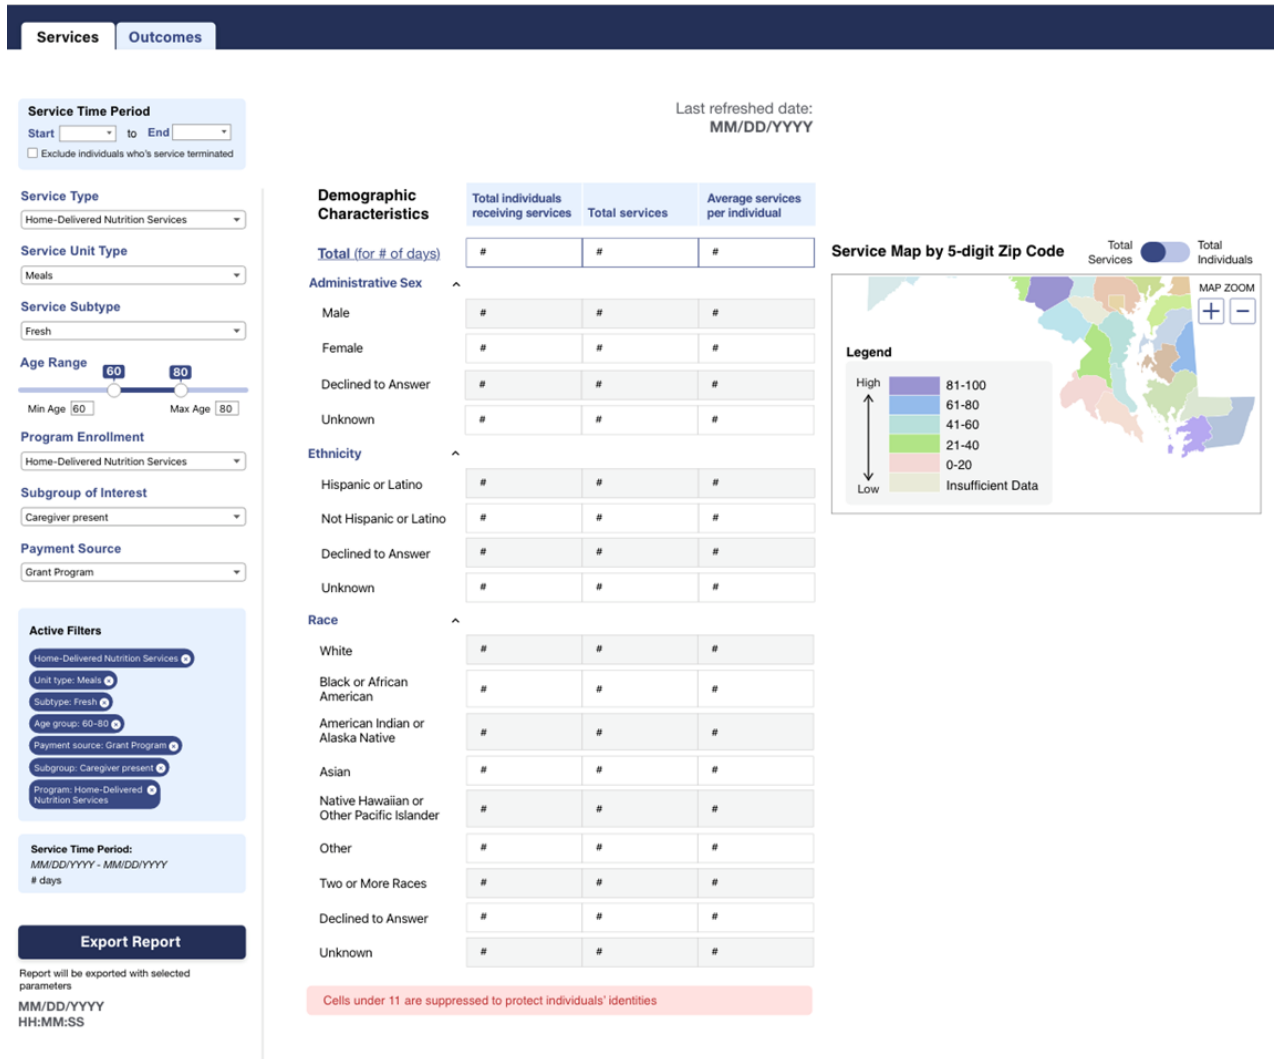 Services
Outcomes
Service Time Period
Start to End
Exclude individuals who's service terminated
Service Type
Home-Delivered Nutrition Services
Service Unit Type
Meals
Service Subtype
Fresh
Age Range
60
80
Min Age 60
Max Age 80
Program Enrollment
Home-Delivered Nutrition Services
Subgroup of Interest
Caregiver present
Payment Source
Grant Program
Active Filters
Home-Delivered Nutrition Services
Unit type: Meals
Subtype: Fresh
Age group: 60-80
Payment source: Grant Program
Subgroup: Caregiver present
Program: Home-Delivered
Nutrition Services
Service Time Period:
MM/DD/YYYY - MM/DD/YYYY
# days
Export Report
Report will be exported with selected
parameters
MM/DD/YYYY
HH:MM:SS
Last refreshed date:
MM/DD/YYYY
Demographic
Characteristics
Total individuals
receiving services
Total services
Average services
per individual
Total (for # of days) # # #
Administrative Sex
Male # # #
Female # # #
Declined to Answer # # #
Unknown # # #
Ethnicity
Hispanic or Latino # # #
Not Hispanic or Latino # # #
Declined to Answer # # #
Unknown # # #
Race
White # # #
Black or African
American # # #
American Indian or
Alaska Native # # #
Asian # # #
Native Hawaiian or
Other Pacific Islander # # #
Other # # #
Two or More Races # # #
Declined to Answer # # #
Unknown # # #
Cells under 11 are suppressed to protect individuals' identities
Service Map by 5-digit Zip Code
Total
Services
Total
Individuals
MAP ZOOM
+ −
Legend
High
Low
81-100
61-80
41-60
21-40
0-20
Insufficient Data